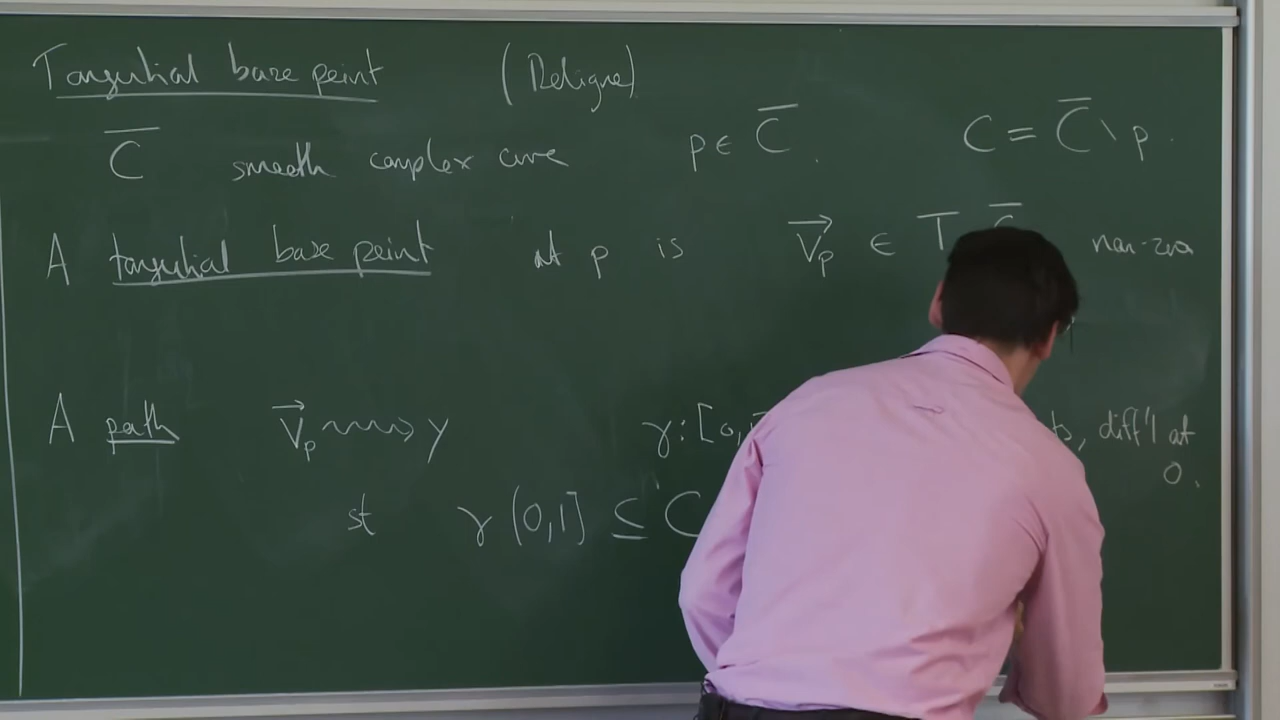 Tangential base point (Deligne)
C̅ smooth complex curve p ∈ C̅. C = C̅ \ p.
A tangential base point at p is v⃗ₚ ∈ T C̅ non-zero
A path v⃗ₚ ⇝ y γ: [0, , diff'l at 0.
st γ(0,1] ⊆ C